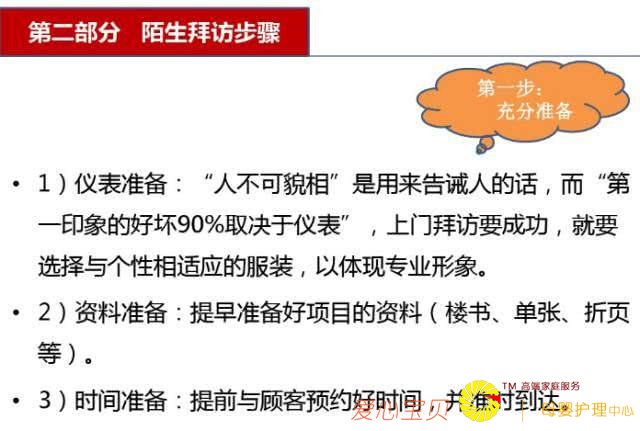 第二部分 陌生拜访步骤
第一步：
充分准备
• 1）仪表准备：“人不可貌相”是用来告诫人的话，而“第
一印象的好坏90%取决于仪表”，上门拜访要成功，就要
选择与个性相适应的服装，以体现专业形象。
• 2）资料准备：提早准备好项目的资料（楼书、单张、折页
等）。
• 3）时间准备：提前与顾客预约好时间，并准时到达。
TM 高端家庭服务
爱心宝贝 | 母婴护理中心